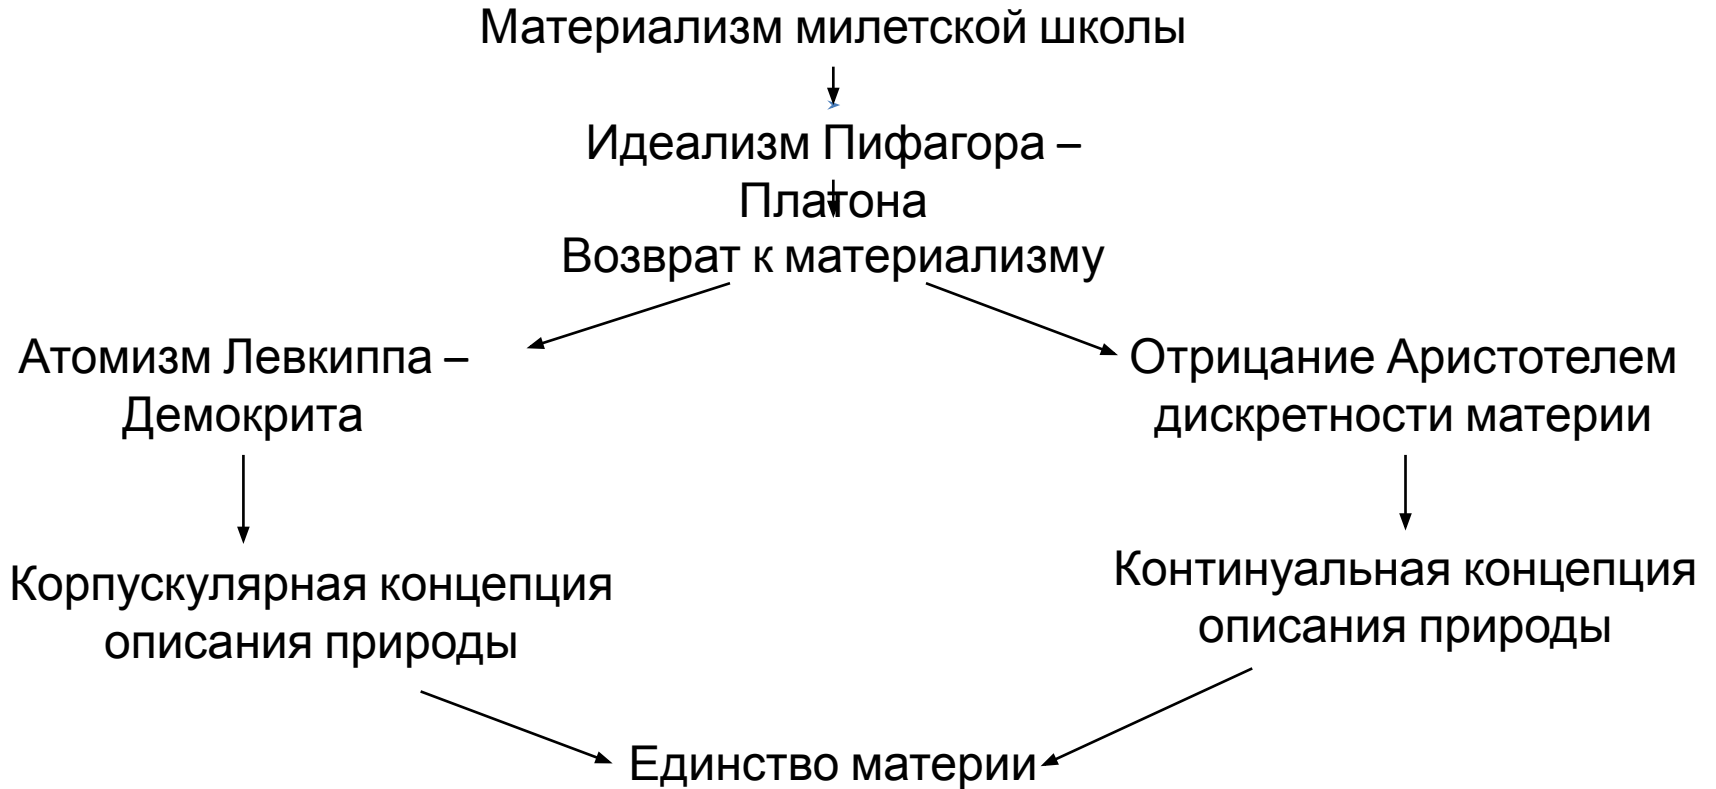 Материализм милетской школы
Идеализм Пифагора –
Платона
Возврат к материализму
Атомизм Левкиппа –
Демокрита
Отрицание Аристотелем
дискретности материи
Корпускулярная концепция
описания природы
Континуальная концепция
описания природы
Единство материи